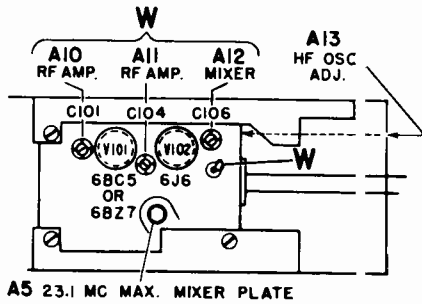 W
A10 A11 A12
RF AMP. RF AMP. MIXER
A13
HF OSC
ADJ.
C101 C104 C106
V101 V102
W
6BC5 6J6
OR
6BZ7
A5 23.1 MC MAX. MIXER PLATE